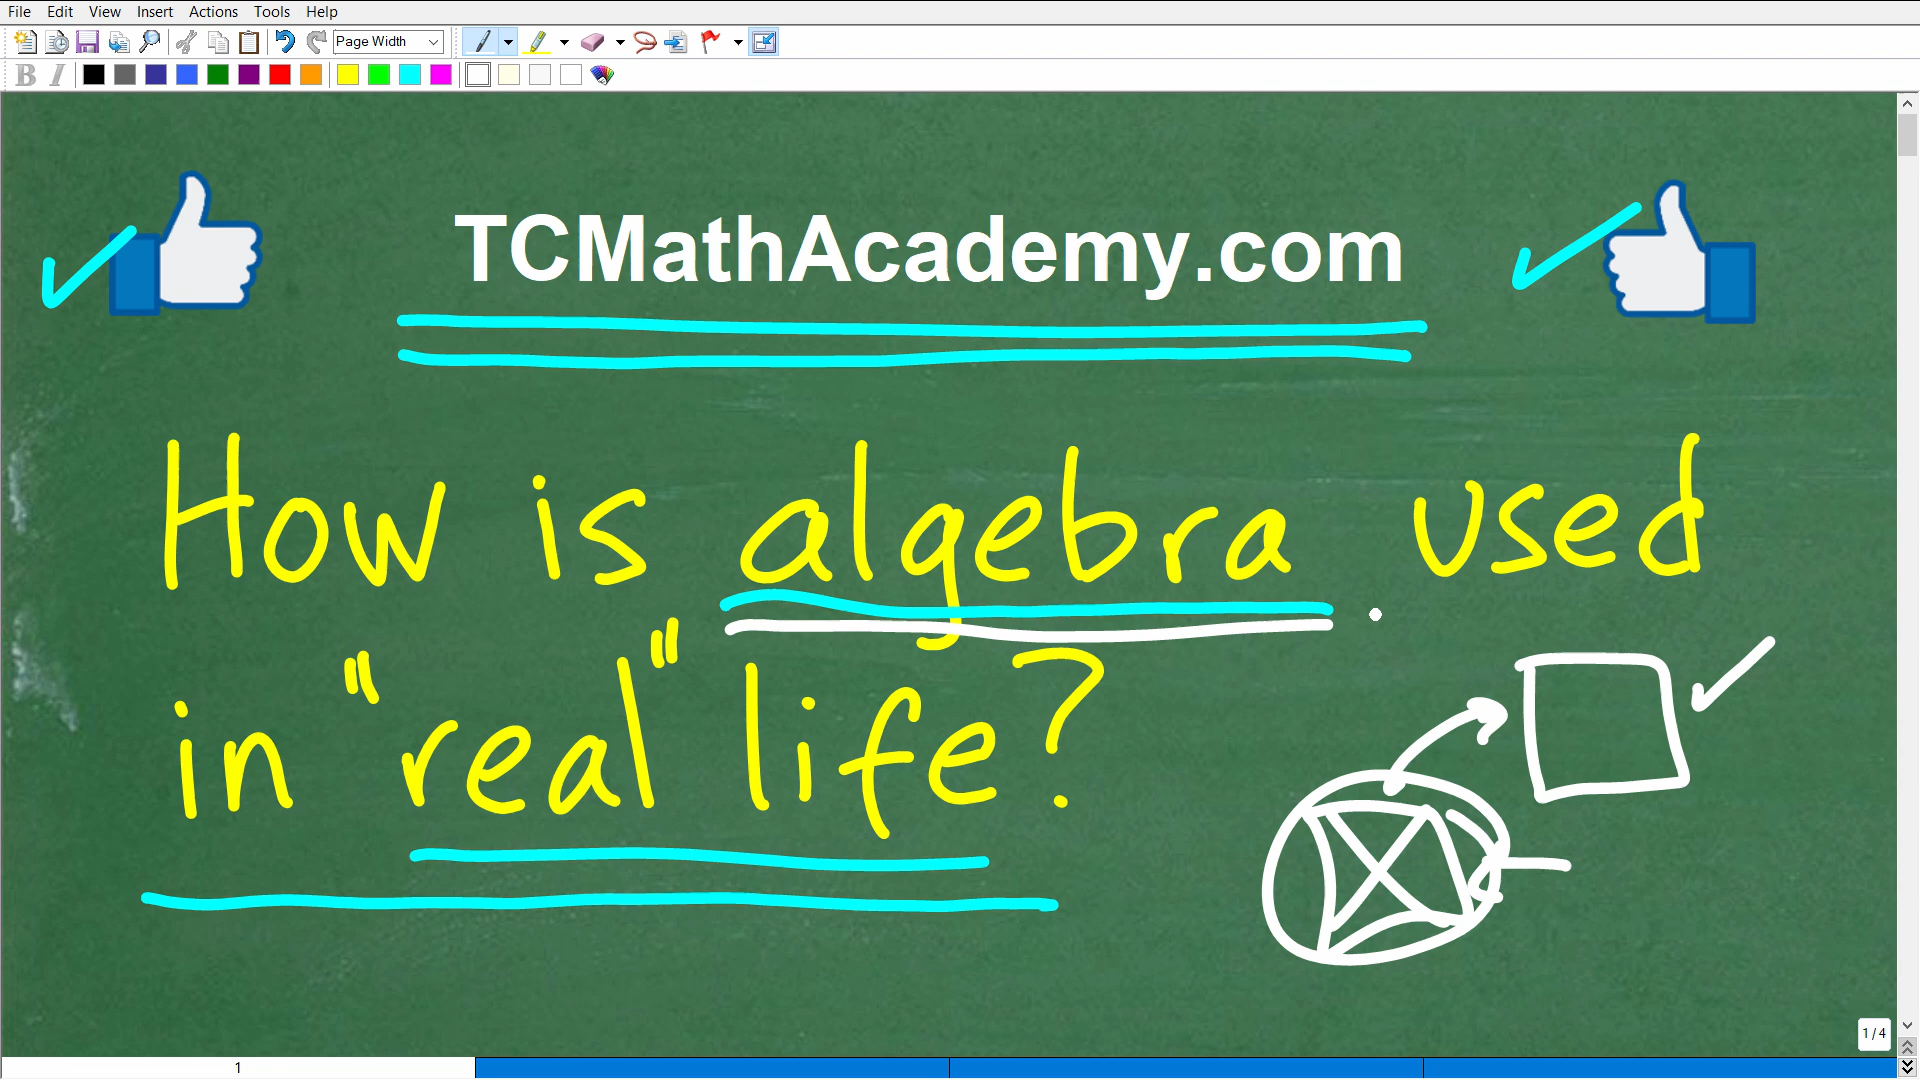 File Edit View Insert Actions Tools Help
Page Width
B I
TCMathAcademy.com
How is algebra used
in "real" life?
1 / 4
1